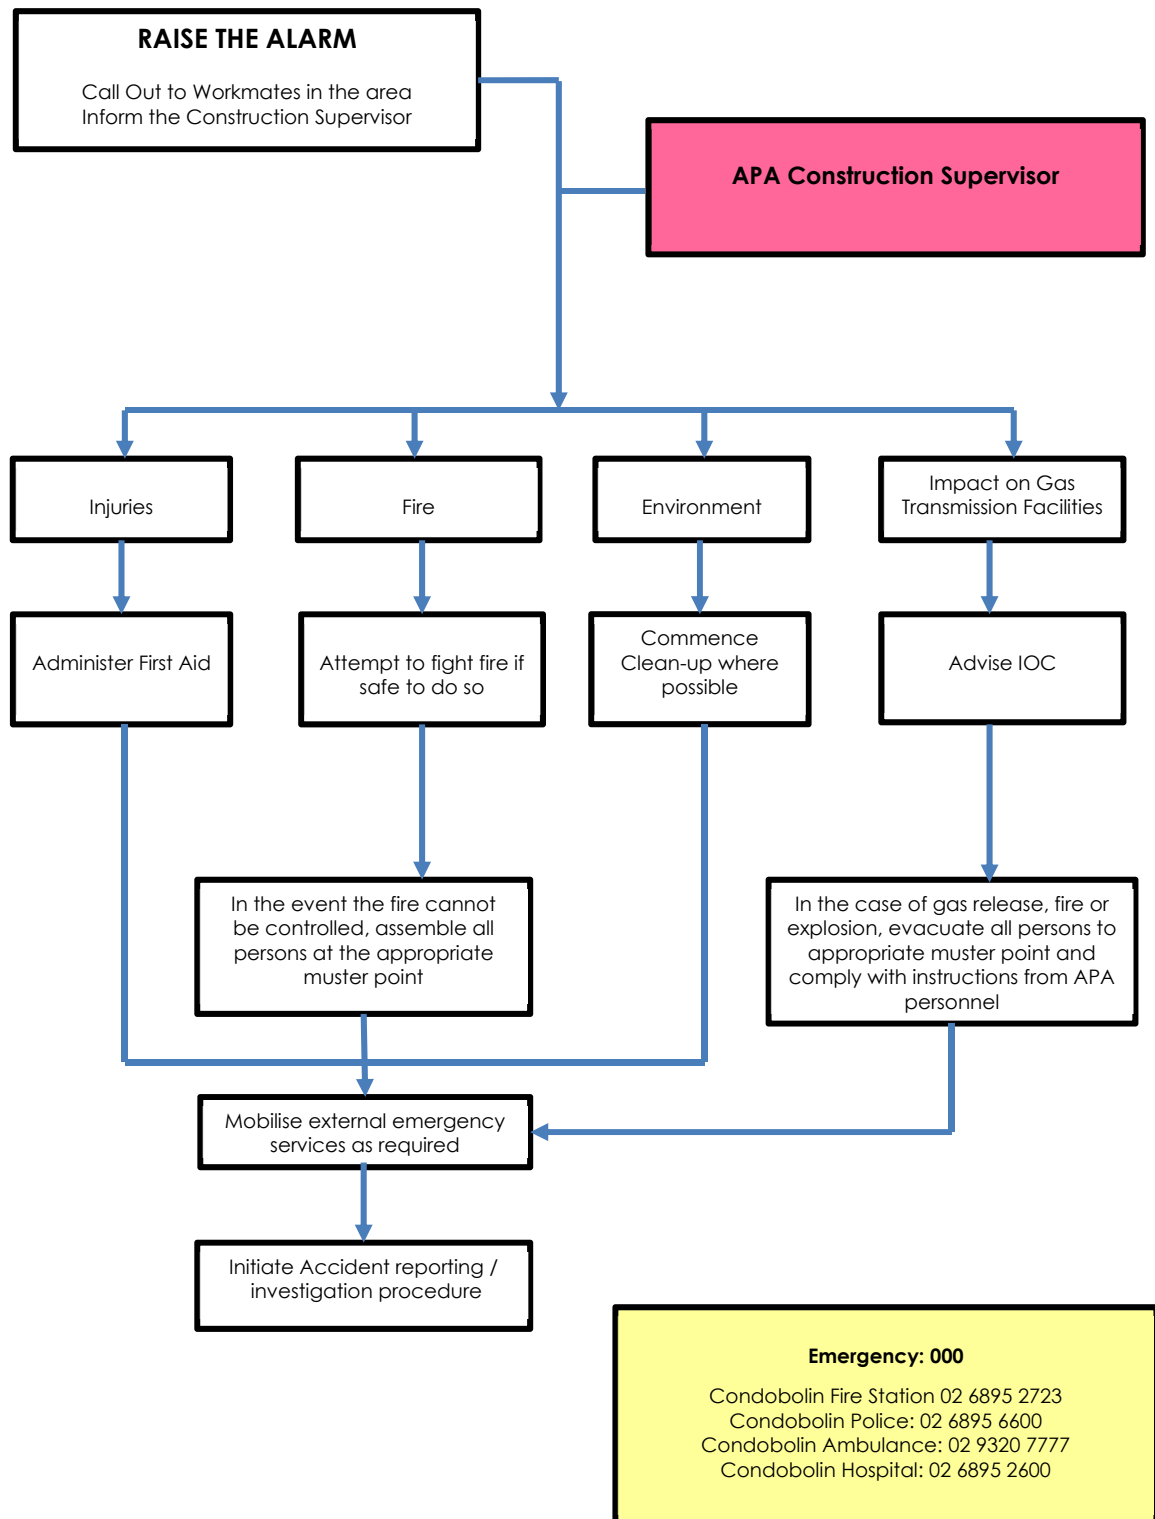 RAISE THE ALARM
Call Out to Workmates in the area
Inform the Construction Supervisor
APA Construction Supervisor
Injuries
Fire
Environment
Impact on Gas
Transmission Facilities
Administer First Aid
Attempt to fight fire if
safe to do so
Commence
Clean-up where
possible
Advise IOC
In the event the fire cannot
be controlled, assemble all
persons at the appropriate
muster point
In the case of gas release, fire or
explosion, evacuate all persons to
appropriate muster point and
comply with instructions from APA
personnel
Mobilise external emergency
services as required
Initiate Accident reporting /
investigation procedure
Emergency: 000
Condobolin Fire Station 02 6895 2723
Condobolin Police: 02 6895 6600
Condobolin Ambulance: 02 9320 7777
Condobolin Hospital: 02 6895 2600